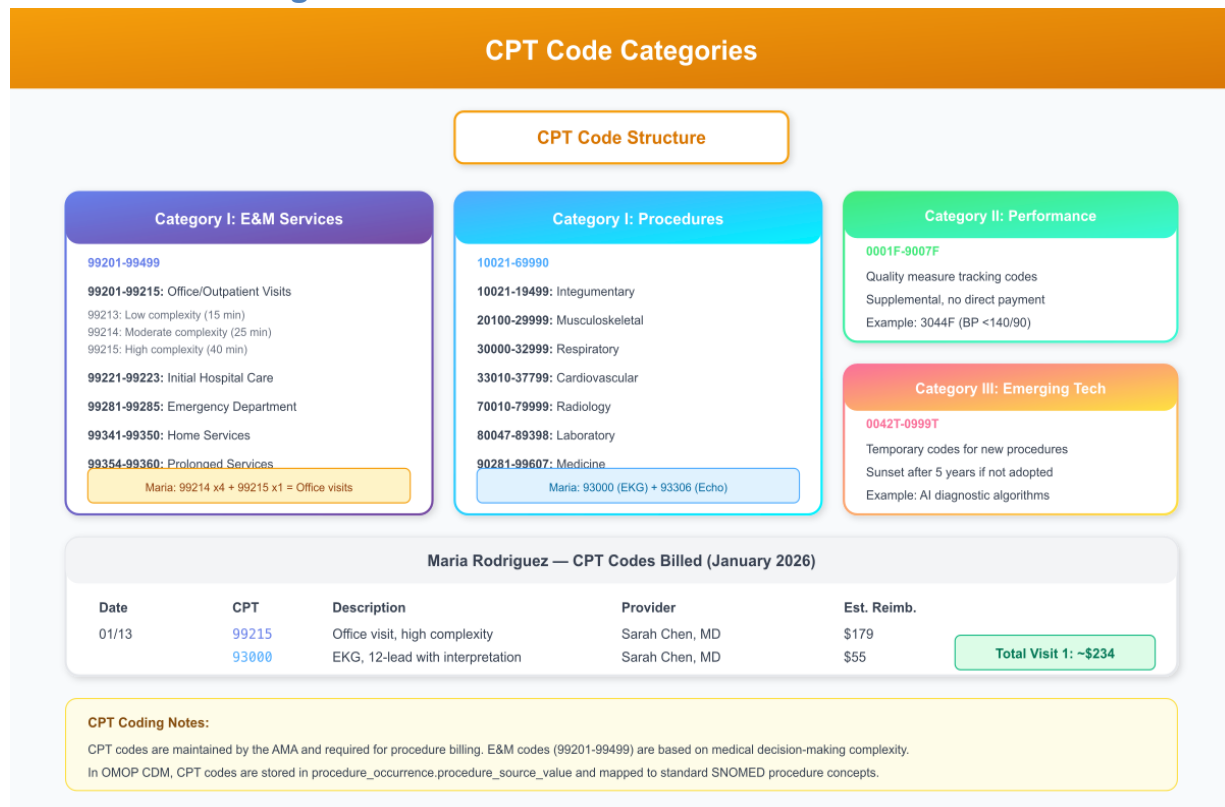 CPT Code Categories
CPT Code Structure
Category I: E&M Services
99201-99499
99201-99215: Office/Outpatient Visits
99213: Low complexity (15 min)
99214: Moderate complexity (25 min)
99215: High complexity (40 min)
99221-99223: Initial Hospital Care
99281-99285: Emergency Department
99341-99350: Home Services
99354-99360: Prolonged Services
Maria: 99214 x4 + 99215 x1 = Office visits
Category I: Procedures
10021-69990
10021-19499: Integumentary
20100-29999: Musculoskeletal
30000-32999: Respiratory
33010-37799: Cardiovascular
70010-79999: Radiology
80047-89398: Laboratory
90281-99607: Medicine
Maria: 93000 (EKG) + 93306 (Echo)
Category II: Performance
0001F-9007F
Quality measure tracking codes
Supplemental, no direct payment
Example: 3044F (BP <140/90)
Category III: Emerging Tech
0042T-0999T
Temporary codes for new procedures
Sunset after 5 years if not adopted
Example: AI diagnostic algorithms
Maria Rodriguez — CPT Codes Billed (January 2026)
Date CPT Description Provider Est. Reimb.
01/13 99215 Office visit, high complexity Sarah Chen, MD $179
93000 EKG, 12-lead with interpretation Sarah Chen, MD $55
Total Visit 1: ~$234
CPT Coding Notes:
CPT codes are maintained by the AMA and required for procedure billing. E&M codes (99201-99499) are based on medical decision-making complexity.
In OMOP CDM, CPT codes are stored in procedure_occurrence.procedure_source_value and mapped to standard SNOMED procedure concepts.